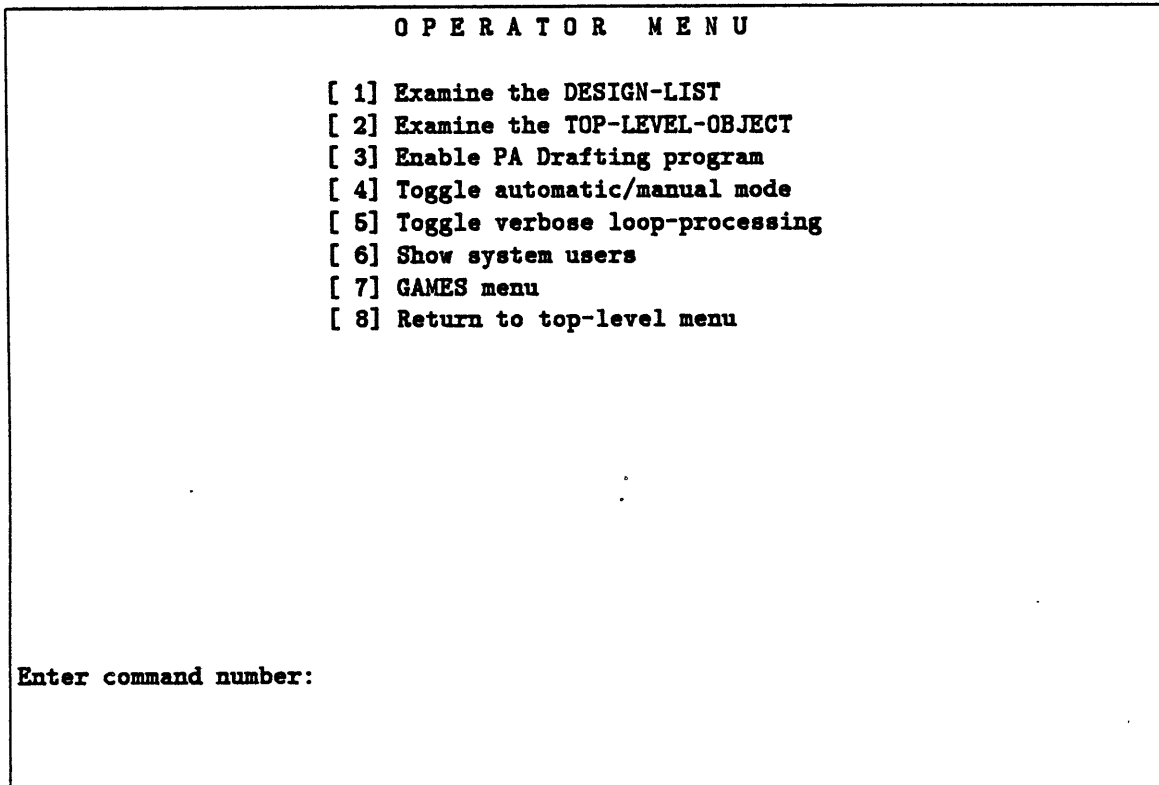 O P E R A T O R   M E N U
[ 1] Examine the DESIGN-LIST
[ 2] Examine the TOP-LEVEL-OBJECT
[ 3] Enable PA Drafting program
[ 4] Toggle automatic/manual mode
[ 5] Toggle verbose loop-processing
[ 6] Show system users
[ 7] GAMES menu
[ 8] Return to top-level menu
Enter command number: